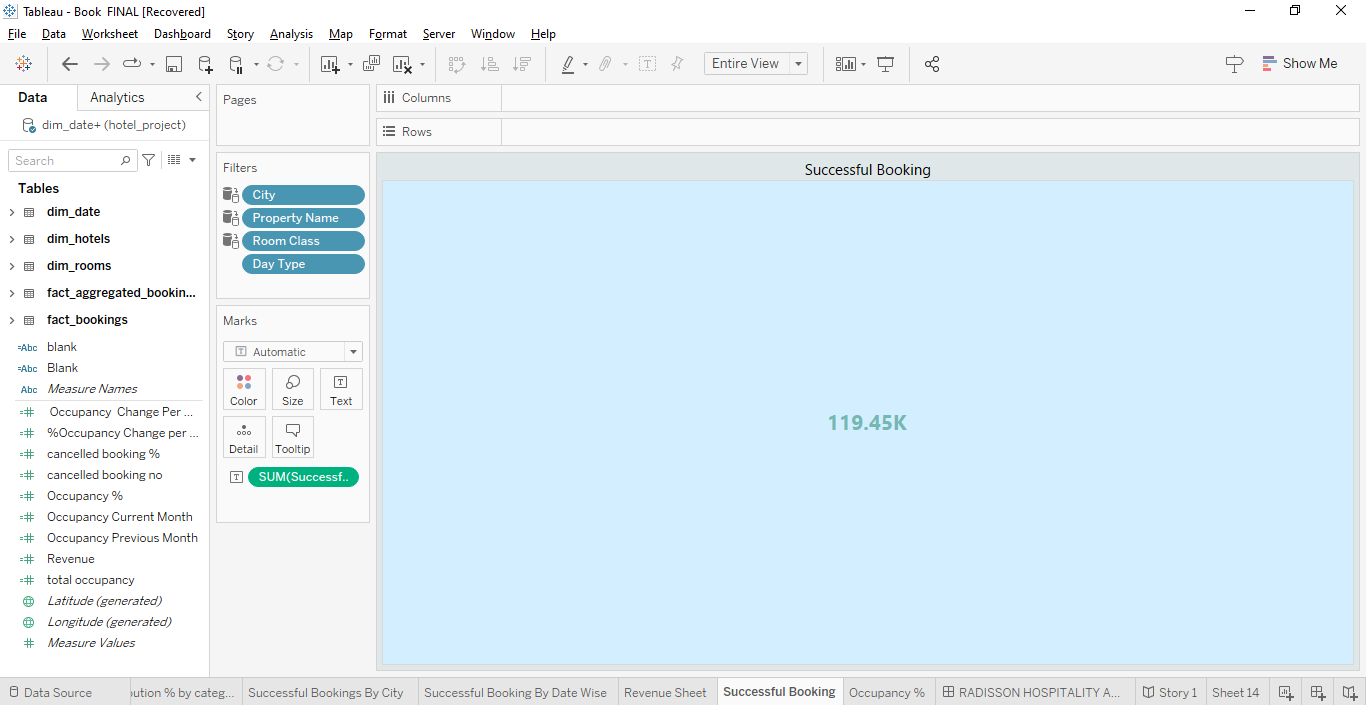 Tableau - Book  FINAL [Recovered]
File Data Worksheet Dashboard Story Analysis Map Format Server Window Help
Entire View
Show Me
Data Analytics
dim_date+ (hotel_project)
Search
Tables
dim_date
dim_hotels
dim_rooms
fact_aggregated_bookin...
fact_bookings
=Abc blank
=Abc Blank
Abc Measure Names
=# Occupancy  Change Per ...
=# %Occupancy Change per ...
=# cancelled booking %
=# cancelled booking no
=# Occupancy %
=# Occupancy Current Month
=# Occupancy Previous Month
=# Revenue
=# total occupancy
Latitude (generated)
Longitude (generated)
# Measure Values
Pages
Filters
City
Property Name
Room Class
Day Type
Marks
T Automatic
Color Size T Text
Detail Tooltip
T SUM(Successf..
Columns
Rows
Successful Booking
119.45K
Data Source ution % by categ... Successful Bookings By City Successful Booking By Date Wise Revenue Sheet Successful Booking Occupancy % RADISSON HOSPITALITY A... Story 1 Sheet 14